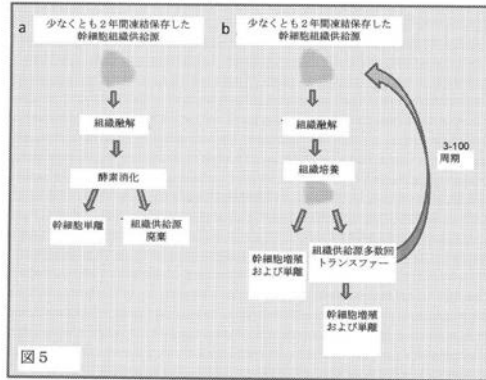 a
少なくとも２年間凍結保存した
幹細胞組織供給源
組織融解
酵素消化
幹細胞単離
組織供給源
廃棄
b
少なくとも２年間凍結保存した
幹細胞組織供給源
組織融解
組織培養
幹細胞増殖
および単離
組織供給源多数回
トランスファー
幹細胞増殖
および単離
3-100
周期
図５